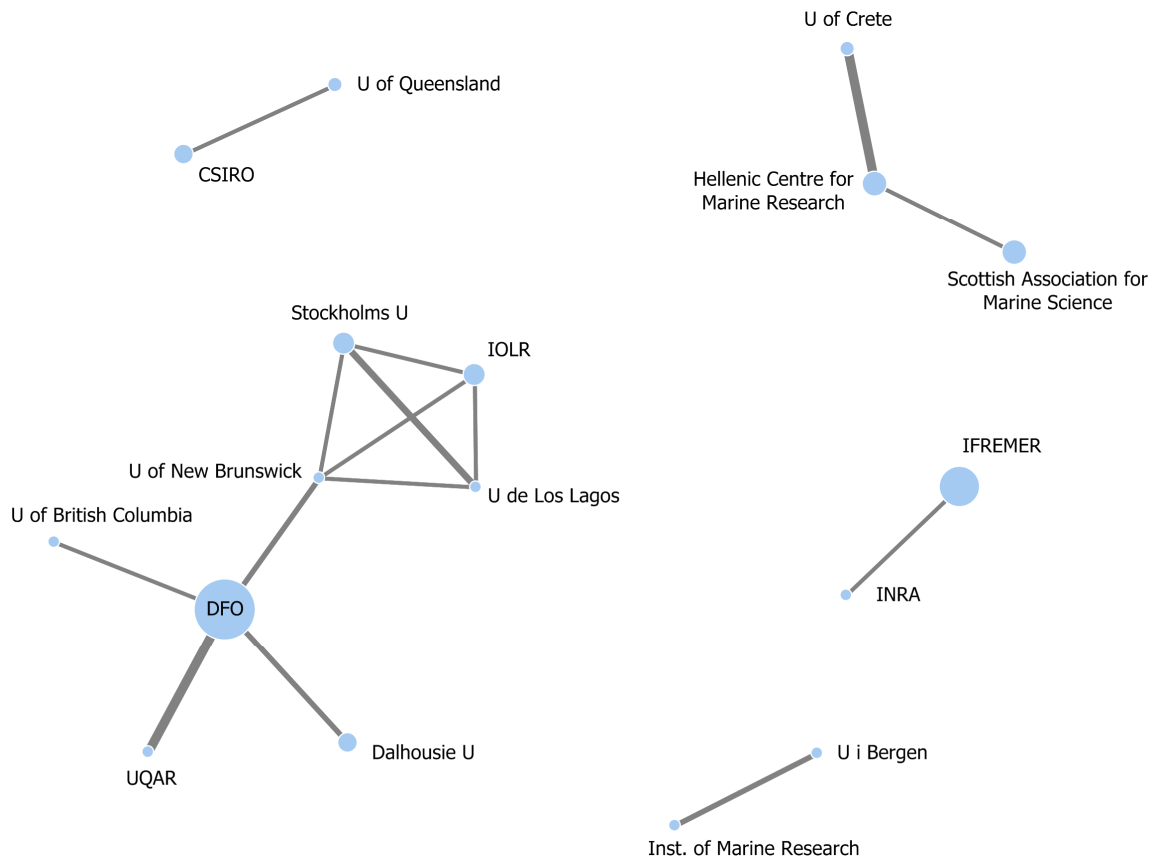 U of Crete
U of Queensland
CSIRO
Hellenic Centre for
Marine Research
Scottish Association for
Marine Science
Stockholms U
IOLR
IFREMER
U of New Brunswick
U de Los Lagos
U of British Columbia
INRA
DFO
Dalhousie U
U i Bergen
UQAR
Inst. of Marine Research